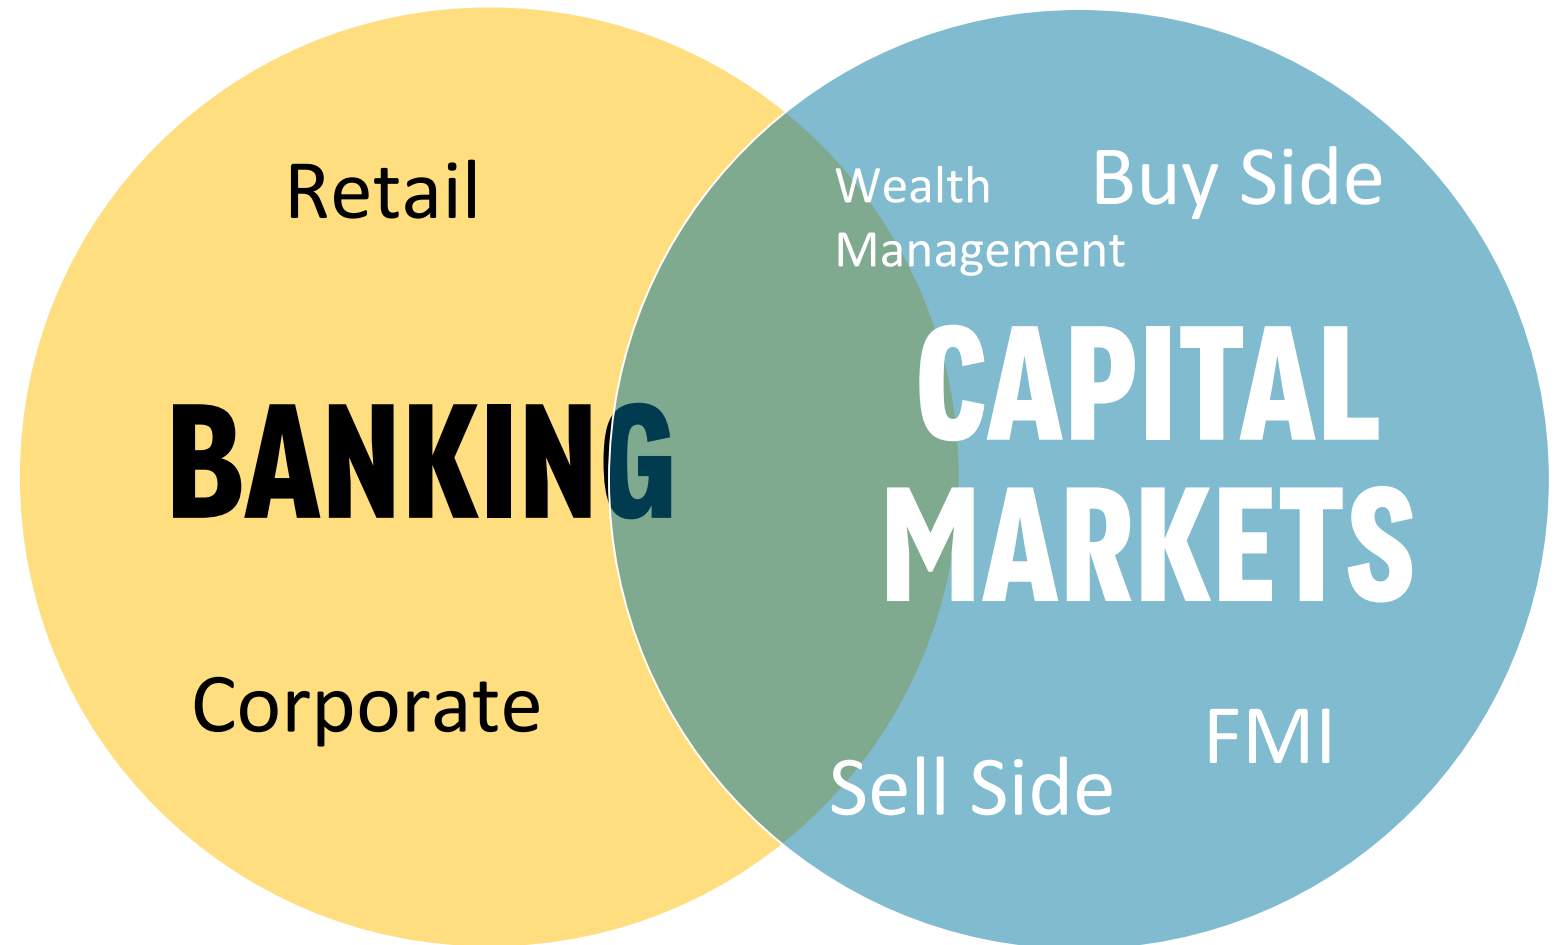 Retail
BANKING
Corporate
Wealth
Management
Buy Side
CAPITAL
MARKETS
Sell Side
FMI